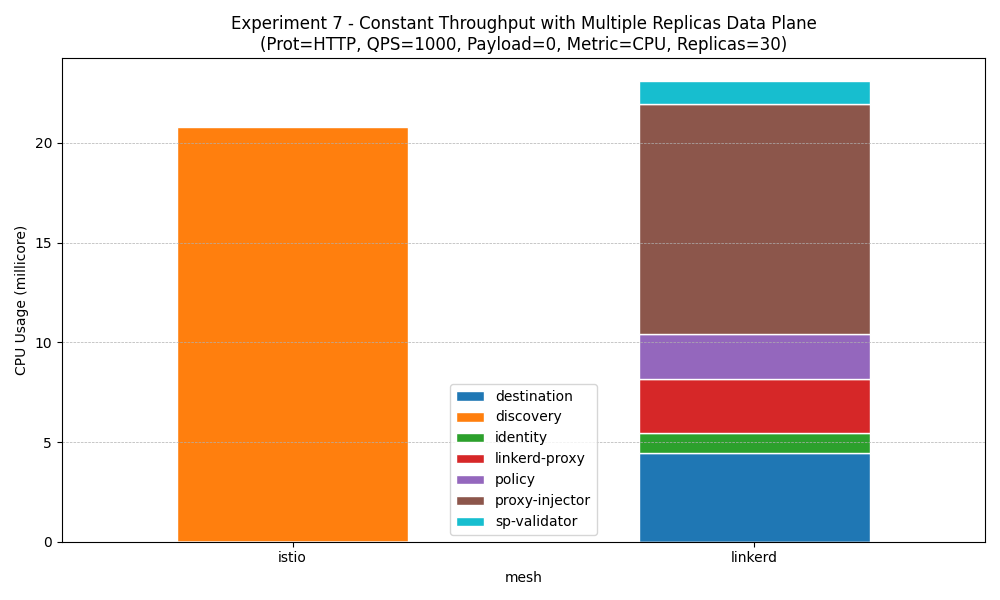 Experiment 7 - Constant Throughput with Multiple Replicas Data Plane
(Prot=HTTP, QPS=1000, Payload=0, Metric=CPU, Replicas=30)
CPU Usage (millicore)
20
15
10
5
0
destination
discovery
identity
linkerd-proxy
policy
proxy-injector
sp-validator
istio
linkerd
mesh